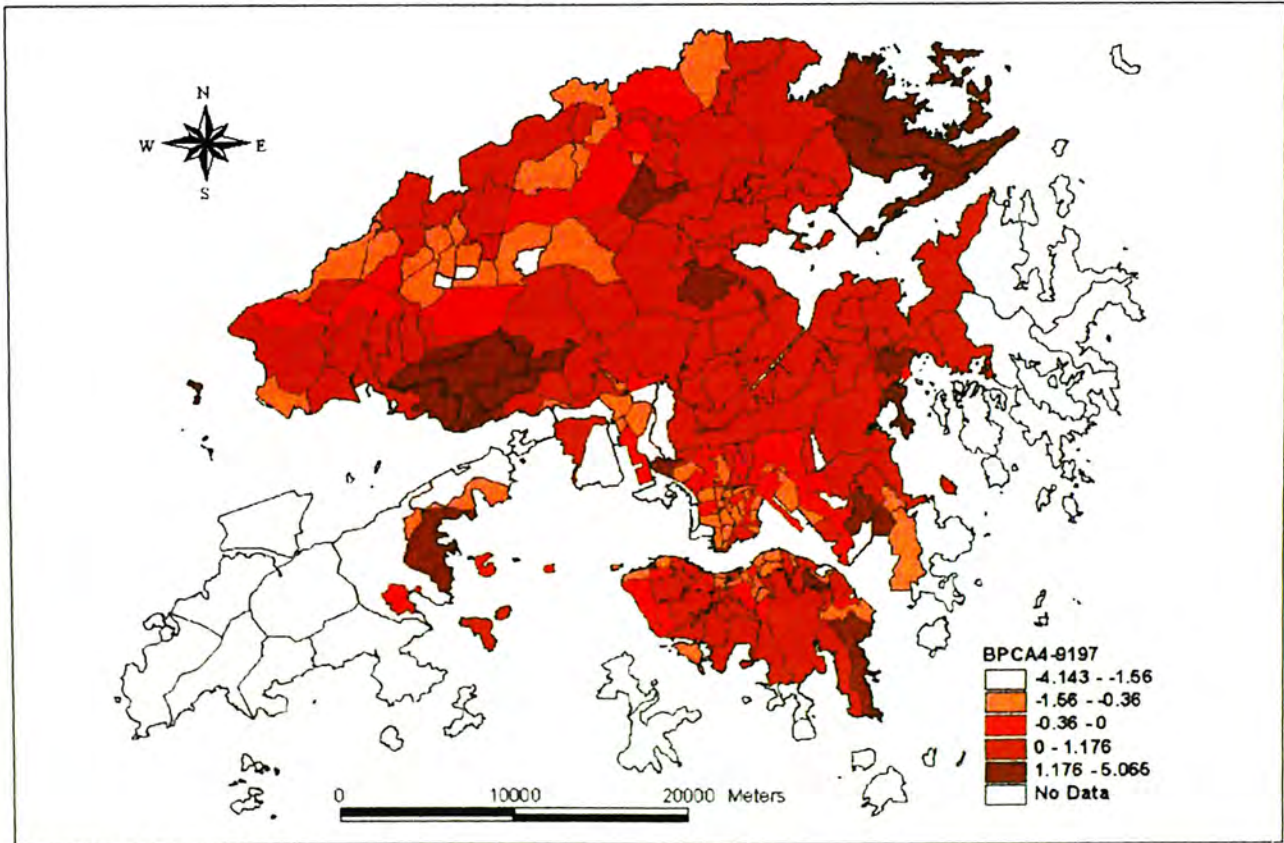 N
W E
S
BPCA4-9197
-4.143 - -1.56
-1.56 - -0.36
-0.36 - 0
0 - 1.176
1.176 - 5.065
No Data
0 10000 20000 Meters